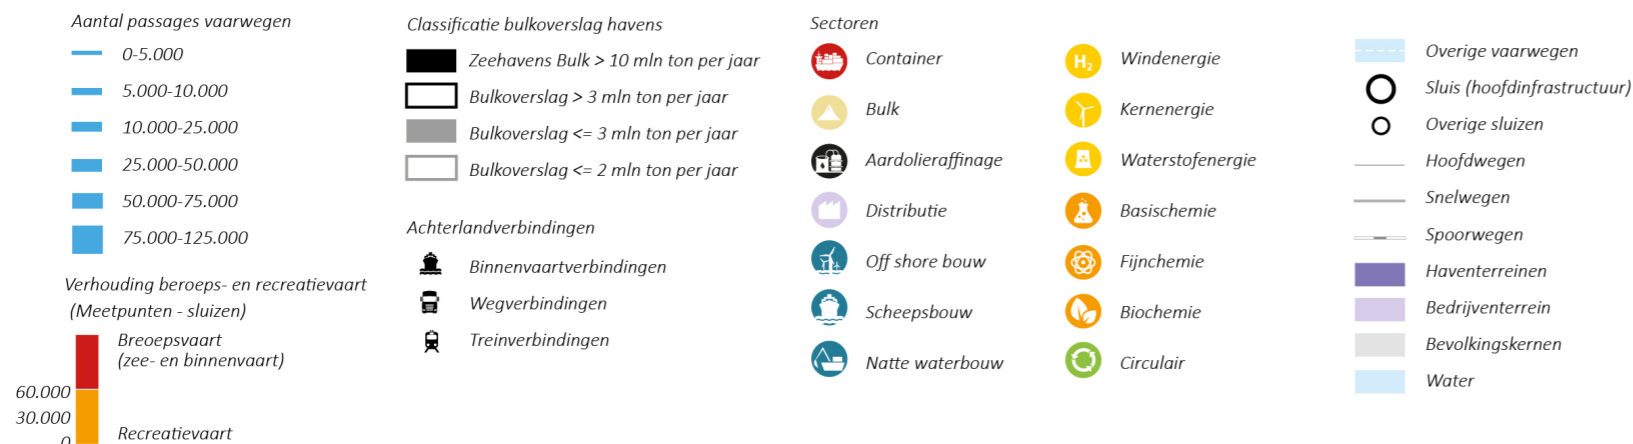 Aantal passages vaarwegen
0-5.000
5.000-10.000
10.000-25.000
25.000-50.000
50.000-75.000
75.000-125.000
Verhouding beroeps- en recreatievaart
(Meetpunten - sluizen)
Breoepsvaart
(zee- en binnenvaart)
60.000
30.000
0
Recreatievaart
Classificatie bulkoverslag havens
Zeehavens Bulk > 10 mln ton per jaar
Bulkoverslag > 3 mln ton per jaar
Bulkoverslag <= 3 mln ton per jaar
Bulkoverslag <= 2 mln ton per jaar
Achterlandverbindingen
Binnenvaartverbindingen
Wegverbindingen
Treinverbindingen
Sectoren
Container
Bulk
Aardolieraffinage
Distributie
Off shore bouw
Scheepsbouw
Natte waterbouw
H₂
Windenergie
Kernenergie
Waterstofenergie
Basischemie
Fijnchemie
Biochemie
Circulair
Overige vaarwegen
Sluis (hoofdinfrastructuur)
Overige sluizen
Hoofdwegen
Snelwegen
Spoorwegen
Haventerreinen
Bedrijventerrein
Bevolkingskernen
Water